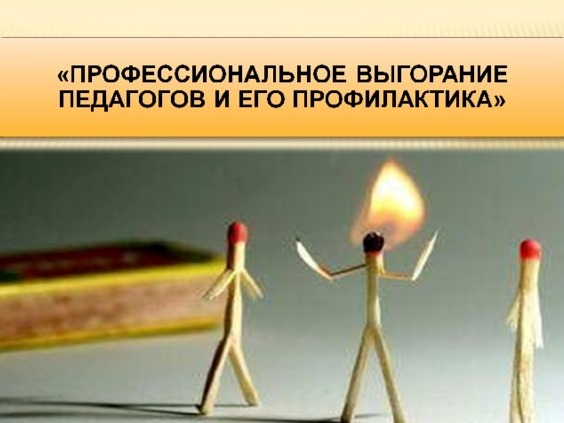 «ПРОФЕССИОНАЛЬНОЕ ВЫГОРАНИЕ
ПЕДАГОГОВ И ЕГО ПРОФИЛАКТИКА»